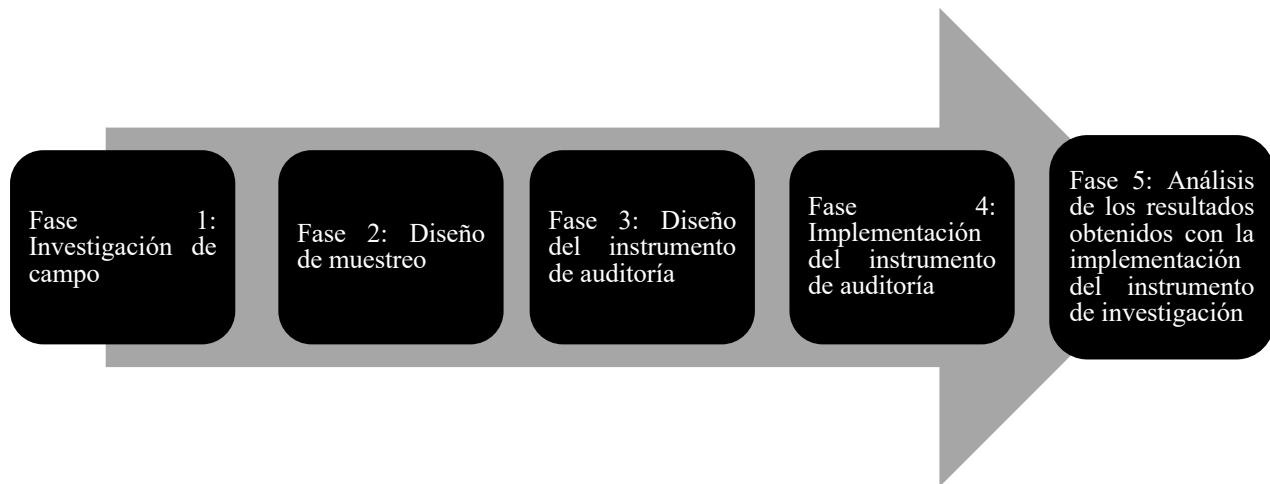 Fase 1:
Investigación de
campo
Fase 2: Diseño
de muestreo
Fase 3: Diseño
del instrumento
de auditoría
Fase 4:
Implementación
del instrumento
de auditoría
Fase 5: Análisis
de los resultados
obtenidos con la
implementación
del instrumento
de investigación